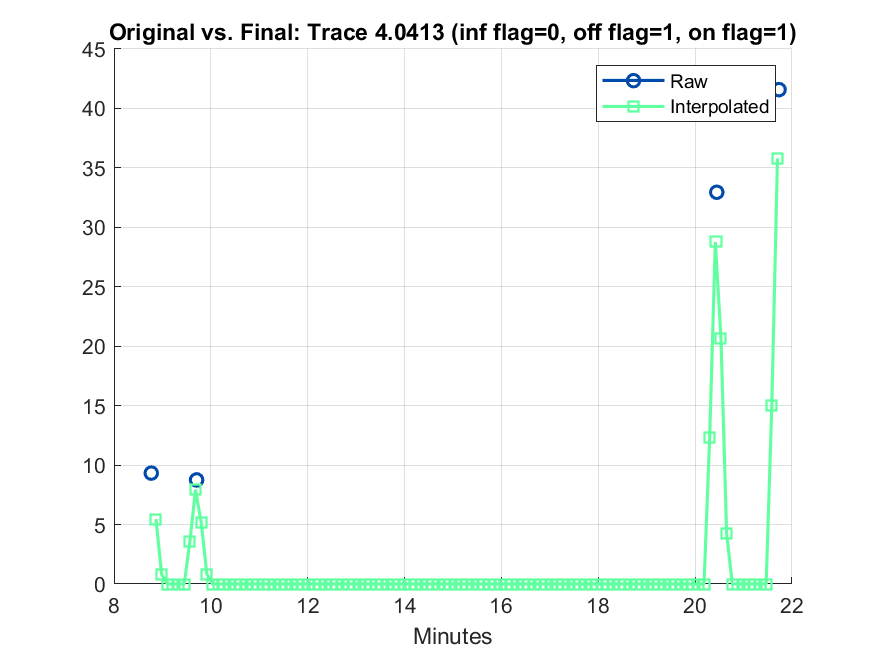 Original vs. Final: Trace 4.0413 (inf flag=0, off flag=1, on flag=1)
45
40
35
30
25
20
15
10
5
0
Raw
Interpolated
8 10 12 14 16 18 20 22
Minutes